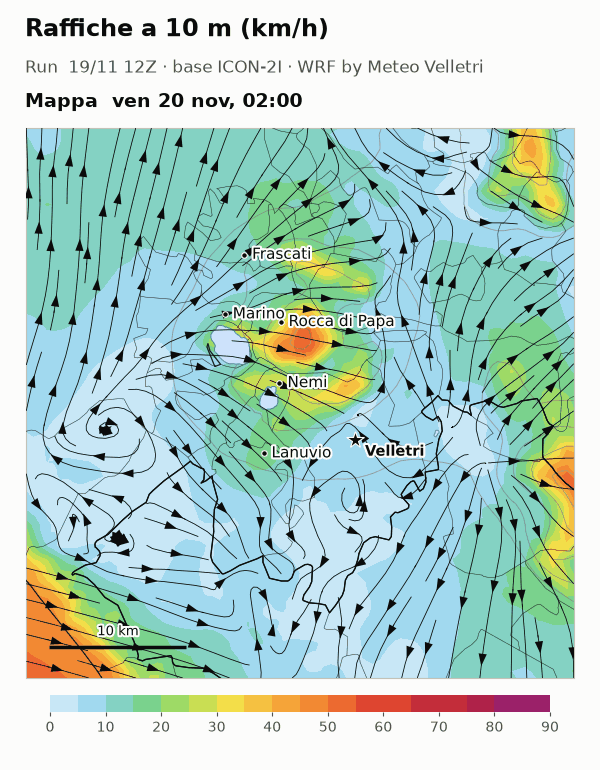 Raffiche a 10 m (km/h)
Run  19/11 12Z · base ICON-2I · WRF by Meteo Velletri
Mappa  ven 20 nov, 02:00
Frascati
Marino
Rocca di Papa
Nemi
Velletri
Lanuvio
10 km
0 10 20 30 40 50 60 70 80 90